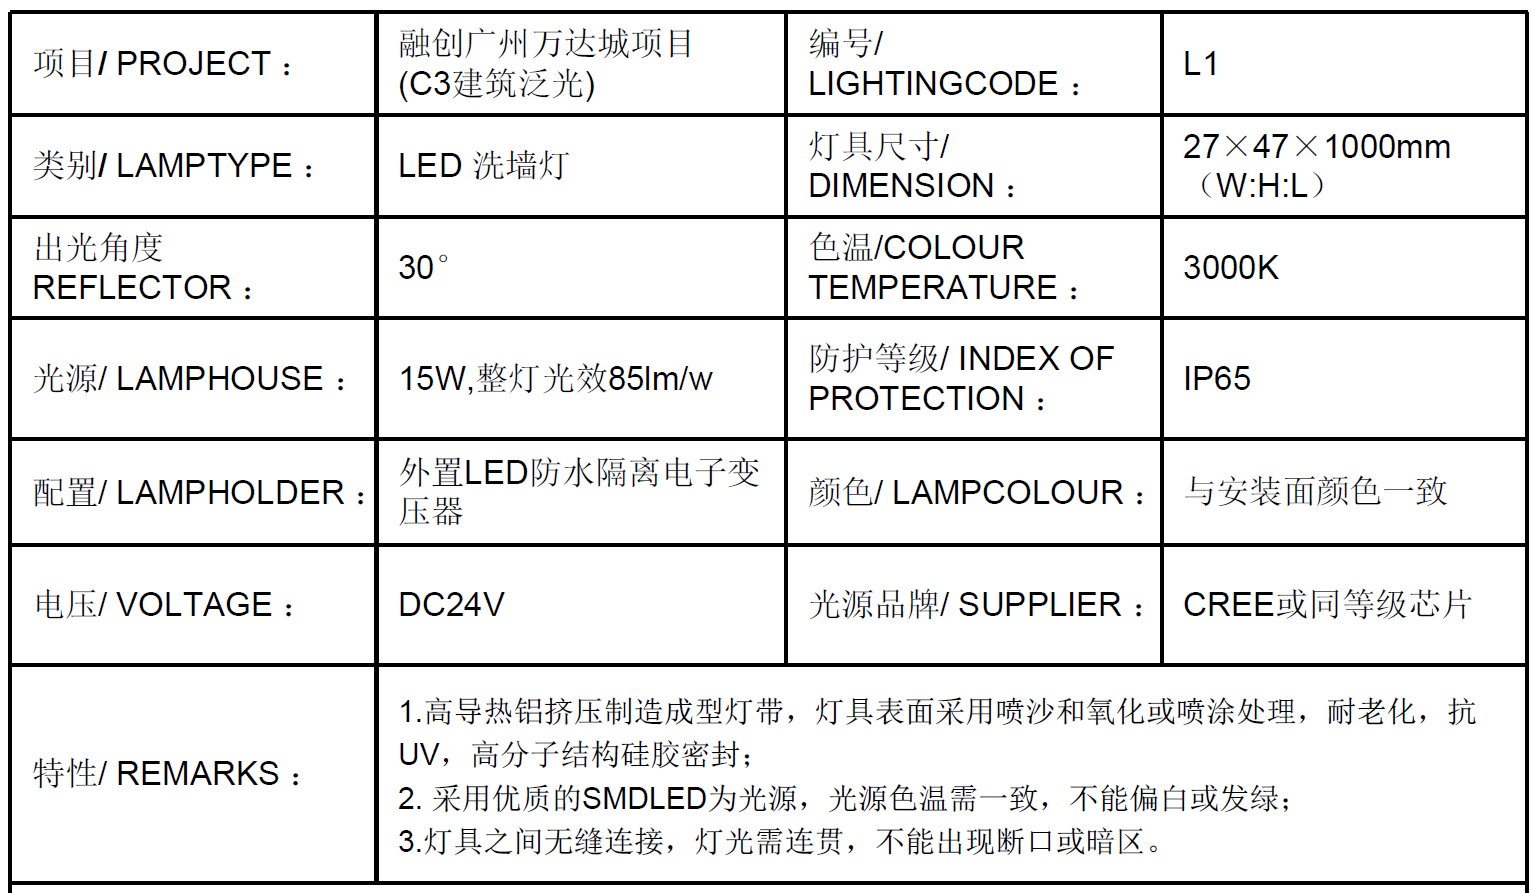 项目/ PROJECT：
融创广州万达城项目
(C3建筑泛光)
编号/
LIGHTINGCODE：
L1
类别/ LAMPTYPE：
LED 洗墙灯
灯具尺寸/
DIMENSION：
27×47×1000mm
（W:H:L）
出光角度
REFLECTOR：
30°
色温/COLOUR
TEMPERATURE：
3000K
光源/ LAMPHOUSE：
15W,整灯光效85lm/w
防护等级/ INDEX OF
PROTECTION：
IP65
配置/ LAMPHOLDER：
外置LED防水隔离电子变
压器
颜色/ LAMPCOLOUR：
与安装面颜色一致
电压/ VOLTAGE：
DC24V
光源品牌/ SUPPLIER：
CREE或同等级芯片
特性/ REMARKS：
1.高导热铝挤压制造成型灯带，灯具表面采用喷沙和氧化或喷涂处理，耐老化，抗
UV，高分子结构硅胶密封；
2. 采用优质的SMDLED为光源，光源色温需一致，不能偏白或发绿；
3.灯具之间无缝连接，灯光需连贯，不能出现断口或暗区。